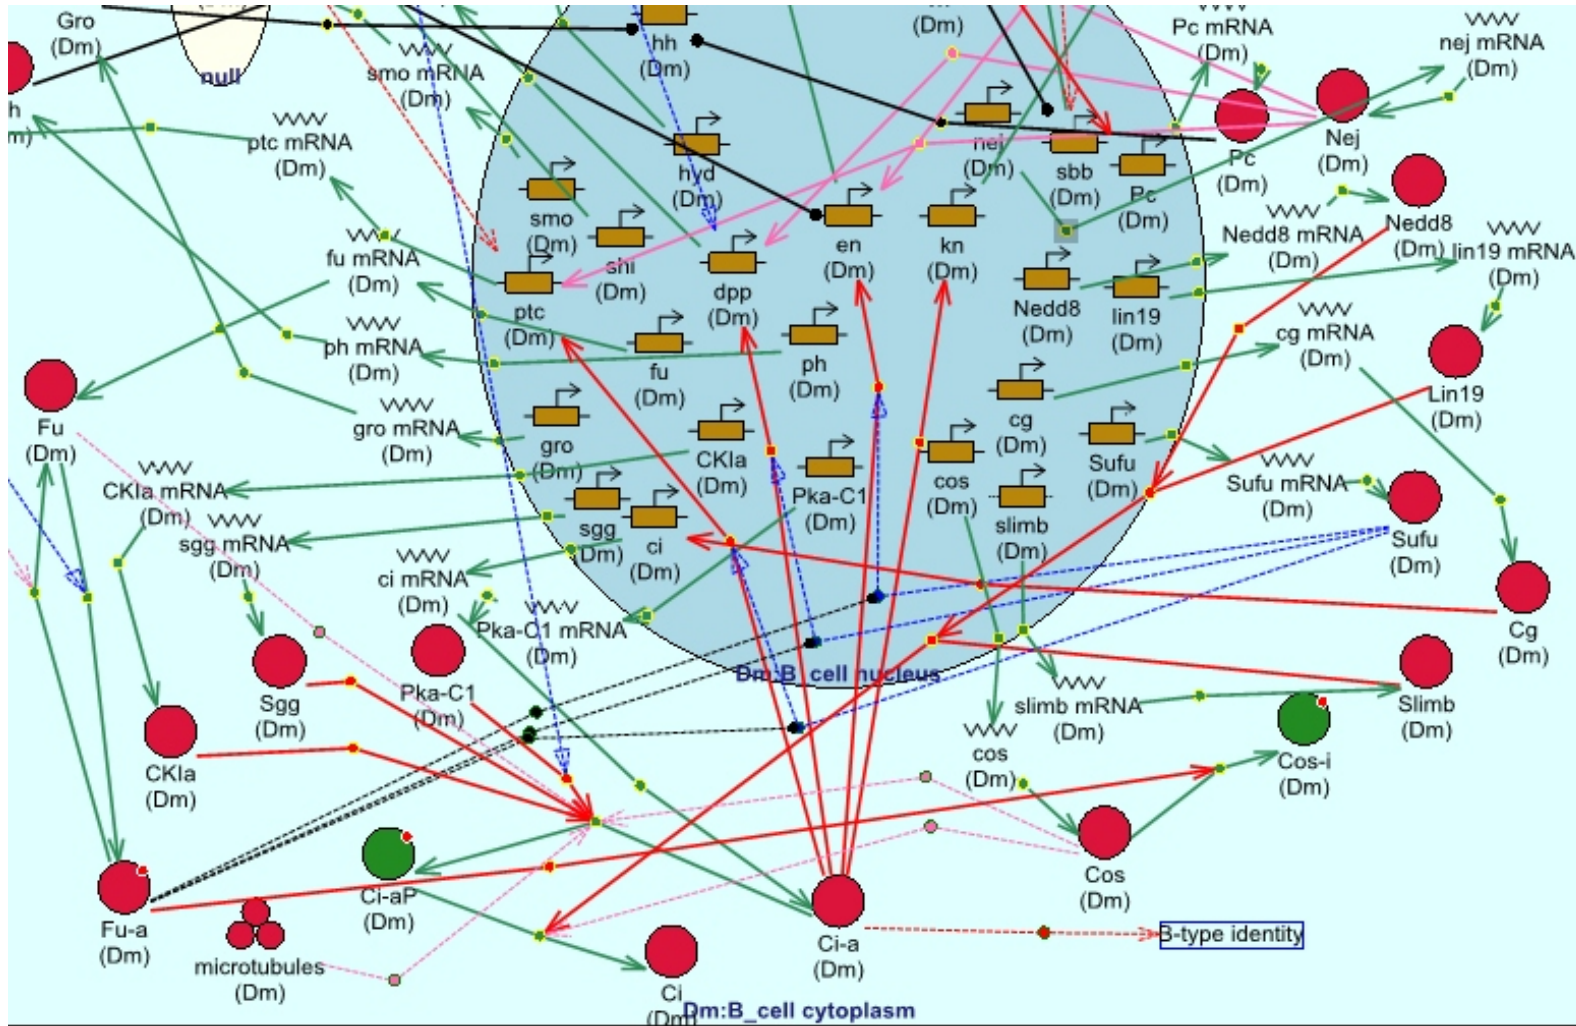 Gro
(Dm)
null
smo mRNA
(Dm)
hh
(Dm)
Pc mRNA
(Dm)
nej mRNA
(Dm)
h
m)
ptc mRNA
(Dm)
hyd
(Dm)
nej
(Dm)
sbb
(Dm)
Pc
(Dm)
Pc
(Dm)
Nej
(Dm)
smo
(Dm)
shi
(Dm)
en
(Dm)
kn
(Dm)
Nedd8 mRNA
(Dm)
Nedd8
(Dm)
lin19 mRNA
(Dm)
fu mRNA
(Dm)
ptc
(Dm)
dpp
(Dm)
Nedd8
(Dm)
lin19
(Dm)
cg mRNA
(Dm)
ph mRNA
(Dm)
fu
(Dm)
ph
(Dm)
Lin19
(Dm)
Fu
(Dm)
gro mRNA
(Dm)
gro
(Dm)
CKIa
(Dm)
cg
(Dm)
Sufu
(Dm)
CKIa mRNA
(Dm)
Pka-C1
(Dm)
cos
(Dm)
Sufu mRNA
(Dm)
sgg mRNA
(Dm)
sgg
(Dm)
ci
(Dm)
slimb
(Dm)
Sufu
(Dm)
ci mRNA
(Dm)
Pka-C1 mRNA
(Dm)
Cg
(Dm)
Dm:B_cell nucleus
Sgg
(Dm)
Pka-C1
(Dm)
slimb mRNA
(Dm)
Slimb
(Dm)
CKIa
(Dm)
cos
(Dm)
Cos-i
(Dm)
Ci-aP
(Dm)
Cos
(Dm)
Fu-a
(Dm)
Ci-a
(Dm)
B-type identity
microtubules
(Dm)
Ci
(Dm)
Dm:B_cell cytoplasm